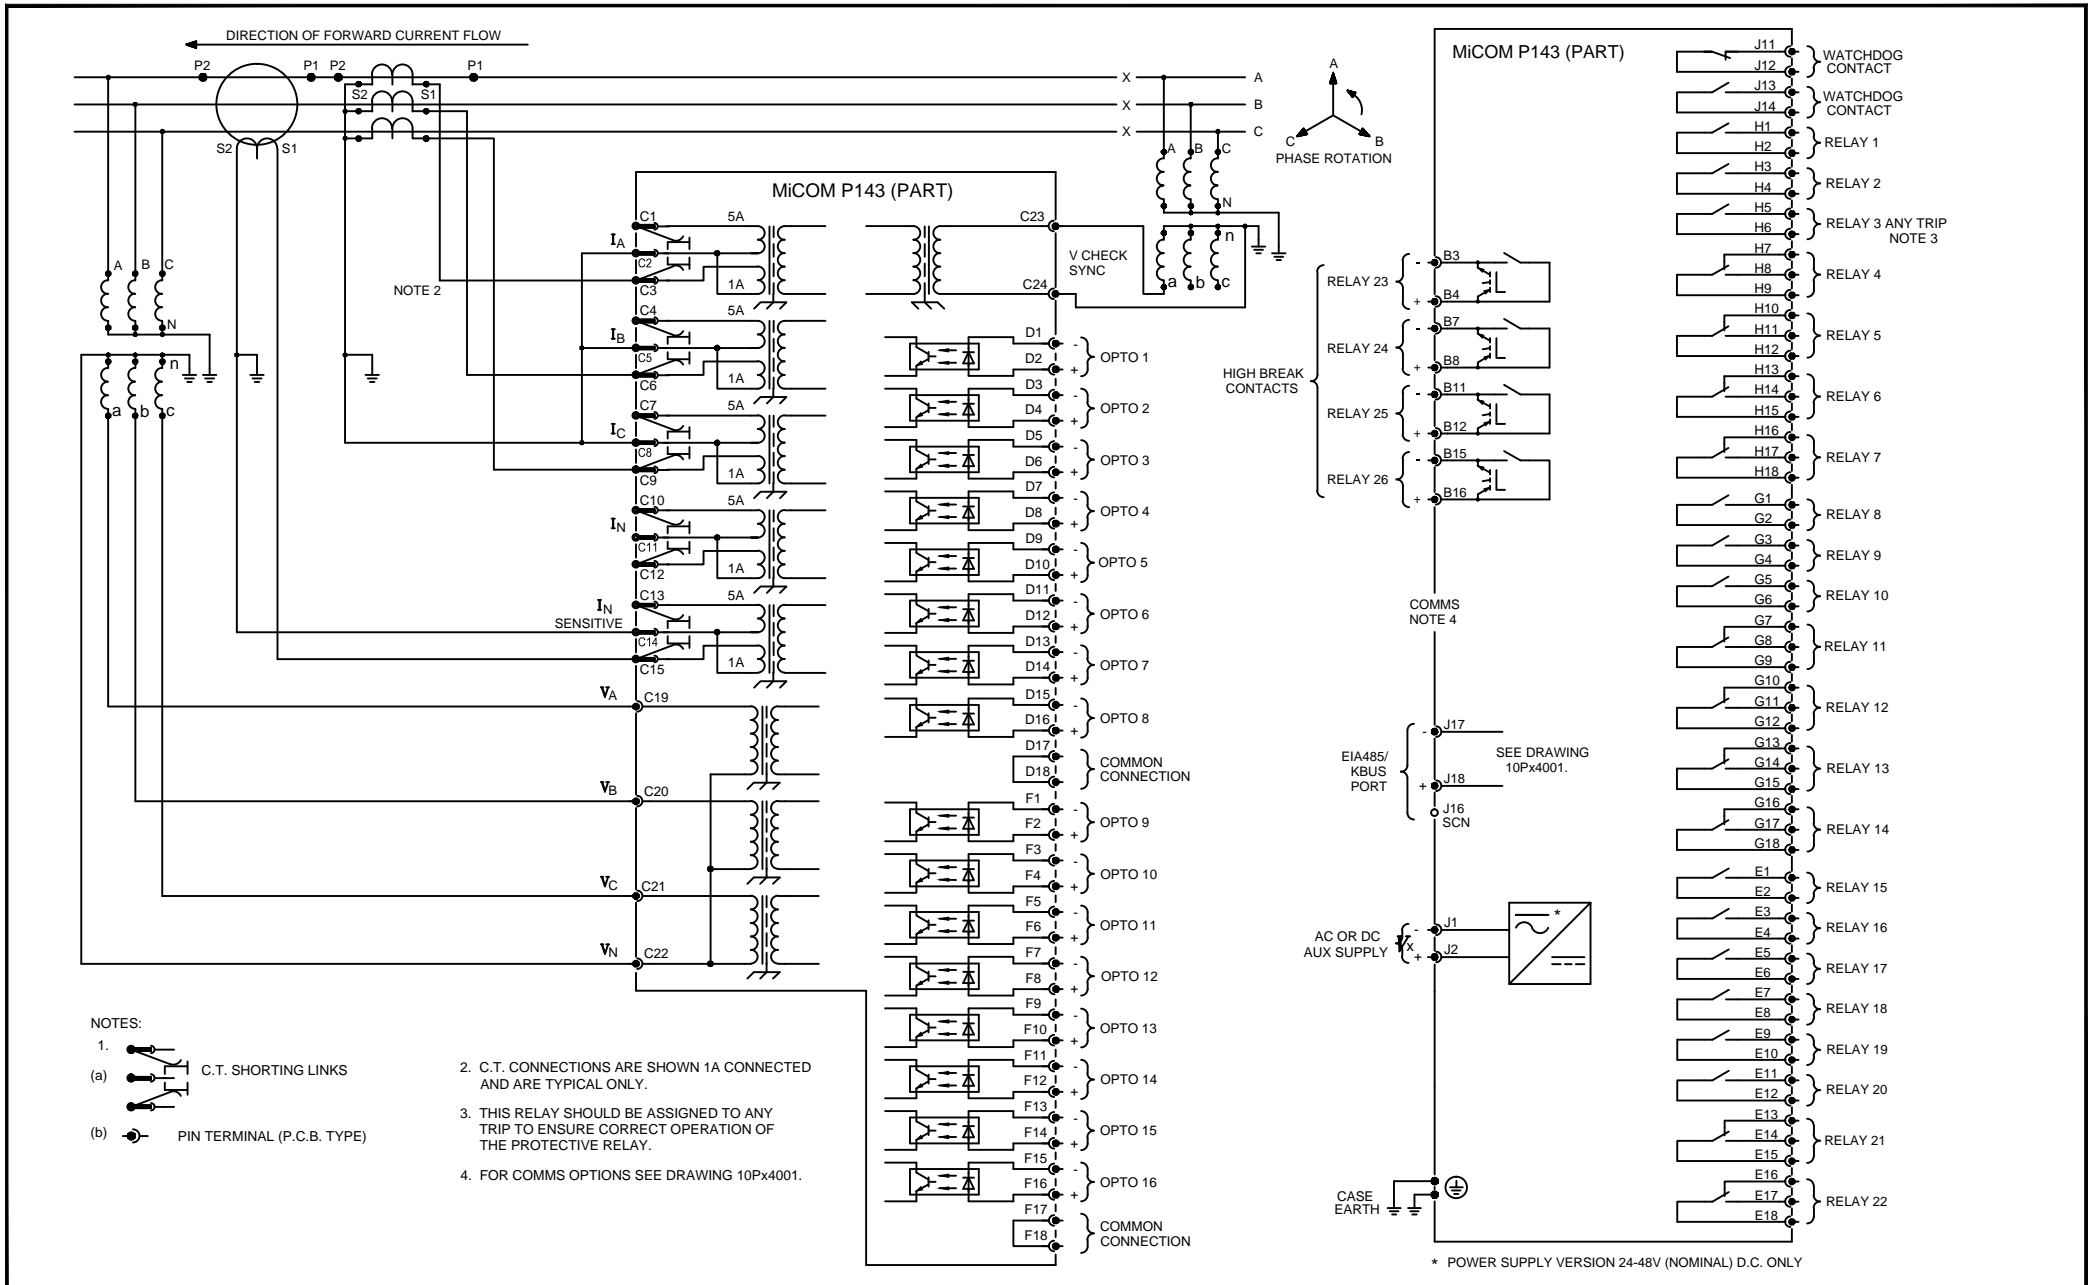 DIRECTION OF FORWARD CURRENT FLOW
P2
P1
P2
P1
S2
S1
S2
S1
X
A
X
B
X
C
A
B
C
N
n
a
b
c
NOTE 2
A
B
C
N
n
a
b
c
A
C
B
PHASE ROTATION
MiCOM P143 (PART)
C1
5A
IA
C2
C3
1A
C4
5A
IB
C5
C6
1A
C7
5A
IC
C8
C9
1A
C10
5A
IN
C11
C12
1A
C13
5A
IN
SENSITIVE
C14
C15
1A
VA
C19
VB
C20
VC
C21
VN
C22
C23
C24
V CHECK
SYNC
D1 -
D2 +
OPTO 1
D3 -
D4 +
OPTO 2
D5 -
D6 +
OPTO 3
D7 -
D8 +
OPTO 4
D9 -
D10 +
OPTO 5
D11 -
D12 +
OPTO 6
D13 -
D14 +
OPTO 7
D15 -
D16 +
OPTO 8
D17
D18
COMMON
CONNECTION
F1 -
F2 +
OPTO 9
F3 -
F4 +
OPTO 10
F5 -
F6 +
OPTO 11
F7 -
F8 +
OPTO 12
F9 -
F10 +
OPTO 13
F11 -
F12 +
OPTO 14
F13 -
F14 +
OPTO 15
F15 -
F16 +
OPTO 16
F17
F18
COMMON
CONNECTION
NOTES:
1.
(a)
C.T. SHORTING LINKS
(b)
PIN TERMINAL (P.C.B. TYPE)
2. C.T. CONNECTIONS ARE SHOWN 1A CONNECTED
AND ARE TYPICAL ONLY.
3. THIS RELAY SHOULD BE ASSIGNED TO ANY
TRIP TO ENSURE CORRECT OPERATION OF
THE PROTECTIVE RELAY.
4. FOR COMMS OPTIONS SEE DRAWING 10Px4001.
MiCOM P143 (PART)
HIGH BREAK
CONTACTS
RELAY 23
- B3
+ B4
RELAY 24
- B7
+ B8
RELAY 25
- B11
+ B12
RELAY 26
- B15
+ B16
COMMS
NOTE 4
EIA485/
KBUS
PORT
- J17
+ J18
J16
SCN
SEE DRAWING
10Px4001.
AC OR DC
AUX SUPPLY
Vx
- J1
+ J2
*
CASE
EARTH
J11
J12
WATCHDOG
CONTACT
J13
J14
WATCHDOG
CONTACT
H1
H2
RELAY 1
H3
H4
RELAY 2
H5
H6
RELAY 3 ANY TRIP
NOTE 3
H7
H8
H9
RELAY 4
H10
H11
H12
RELAY 5
H13
H14
H15
RELAY 6
H16
H17
H18
RELAY 7
G1
G2
RELAY 8
G3
G4
RELAY 9
G5
G6
RELAY 10
G7
G8
G9
RELAY 11
G10
G11
G12
RELAY 12
G13
G14
G15
RELAY 13
G16
G17
G18
RELAY 14
E1
E2
RELAY 15
E3
E4
RELAY 16
E5
E6
RELAY 17
E7
E8
RELAY 18
E9
E10
RELAY 19
E11
E12
RELAY 20
E13
E14
E15
RELAY 21
E16
E17
E18
RELAY 22
* POWER SUPPLY VERSION 24-48V (NOMINAL) D.C. ONLY